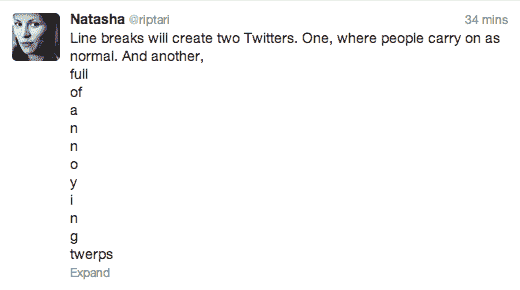 Natasha @riptari 34 mins
Line breaks will create two Twitters. One, where people carry on as
normal. And another,
full
of
a
n
n
o
y
i
n
g
twerps
Expand